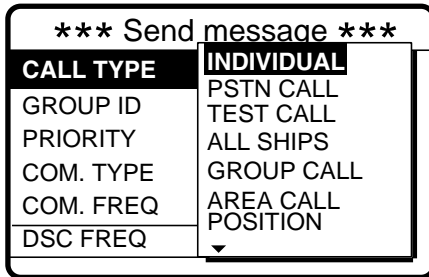 *** Send message ***
CALL TYPE
GROUP ID
PRIORITY
COM. TYPE
COM. FREQ
DSC FREQ
INDIVIDUAL
PSTN CALL
TEST CALL
ALL SHIPS
GROUP CALL
AREA CALL
POSITION